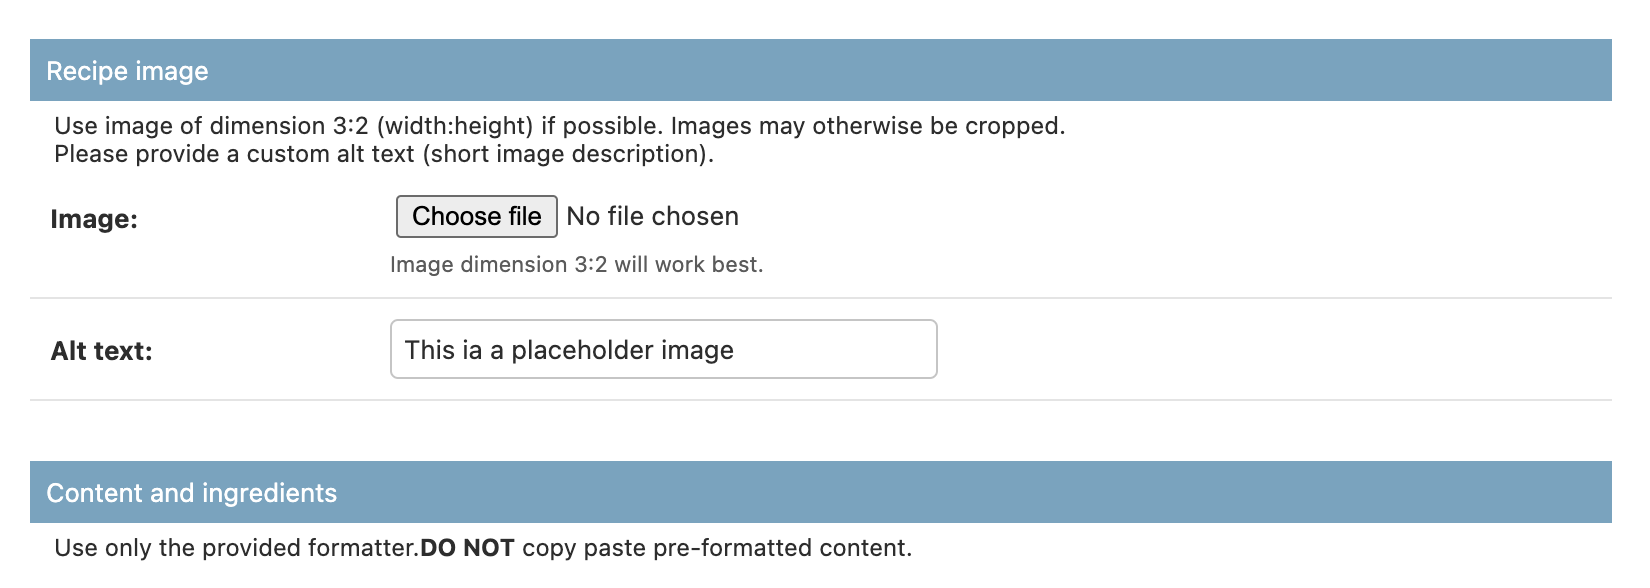 Recipe image
Use image of dimension 3:2 (width:height) if possible. Images may otherwise be cropped.
Please provide a custom alt text (short image description).
Image: Choose file No file chosen
Image dimension 3:2 will work best.
Alt text: This ia a placeholder image
Content and ingredients
Use only the provided formatter.DO NOT copy paste pre-formatted content.